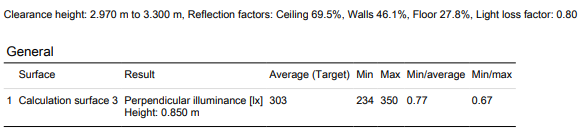 Clearance height: 2.970 m to 3.300 m, Reflection factors: Ceiling 69.5%, Walls 46.1%, Floor 27.8%, Light loss factor: 0.80
General
Surface Result Average (Target) Min Max Min/average Min/max
1 Calculation surface 3 Perpendicular illuminance [lx] 303 234 350 0.77 0.67
Height: 0.850 m